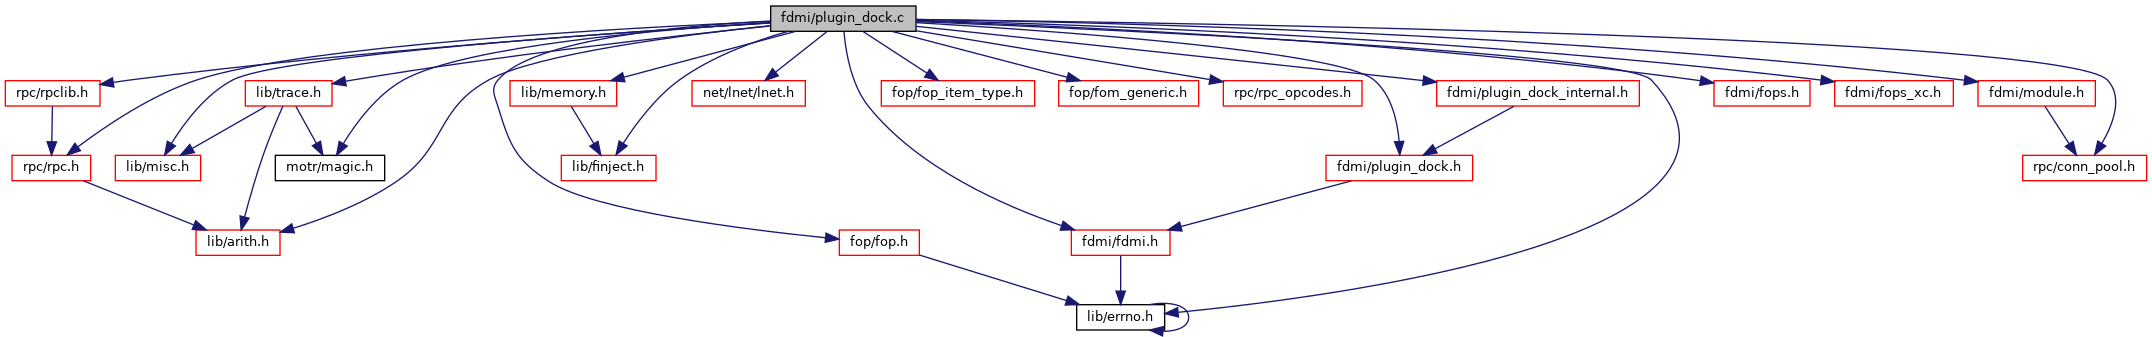 fdmi/plugin_dock.c
rpc/rpclib.h
lib/trace.h
lib/memory.h
net/lnet/lnet.h
fop/fop_item_type.h
fop/fom_generic.h
rpc/rpc_opcodes.h
fdmi/plugin_dock_internal.h
fdmi/fops.h
fdmi/fops_xc.h
fdmi/module.h
rpc/rpc.h
lib/misc.h
motr/magic.h
lib/finject.h
fdmi/plugin_dock.h
rpc/conn_pool.h
lib/arith.h
fop/fop.h
fdmi/fdmi.h
lib/errno.h